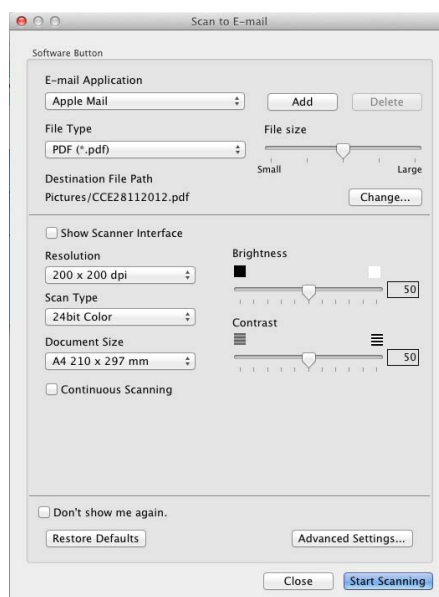 Scan to E-mail
Software Button
E-mail Application
Apple Mail
Add
Delete
File Type
File size
PDF (*.pdf)
Small
Large
Destination File Path
Pictures/CCE28112012.pdf
Change...
Show Scanner Interface
Resolution
Brightness
200 x 200 dpi
50
Scan Type
24bit Color
Contrast
Document Size
A4 210 x 297 mm
50
Continuous Scanning
Don't show me again.
Restore Defaults
Advanced Settings...
Close
Start Scanning